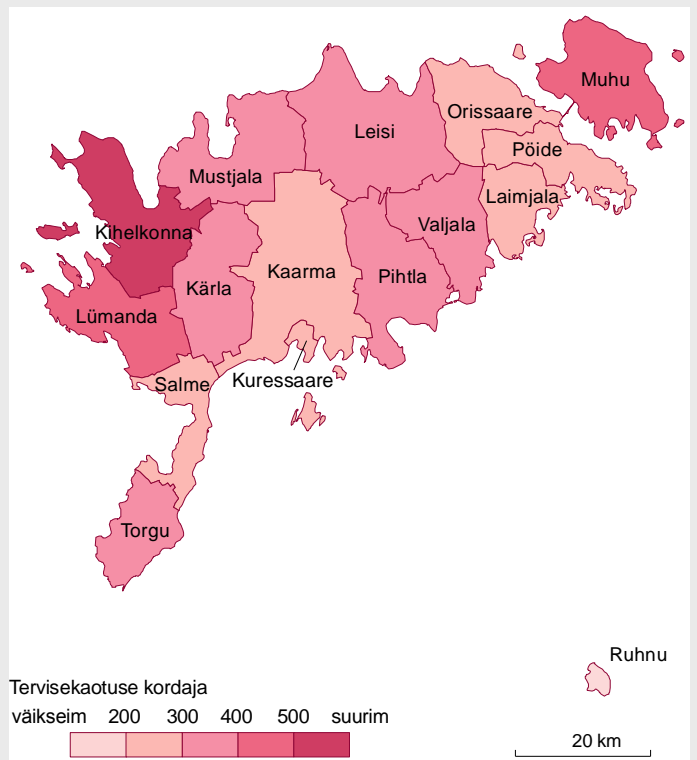 Muhu
Orissaare
Leisi
Pöide
Mustjala
Laimjala
Valjala
Kihelkonna
Kaarma
Pihtla
Kärla
Lümanda
Kuressaare
Salme
Torgu
Ruhnu
Tervisekaotuse kordaja
väikseim 200 300 400 500 suurim
20 km